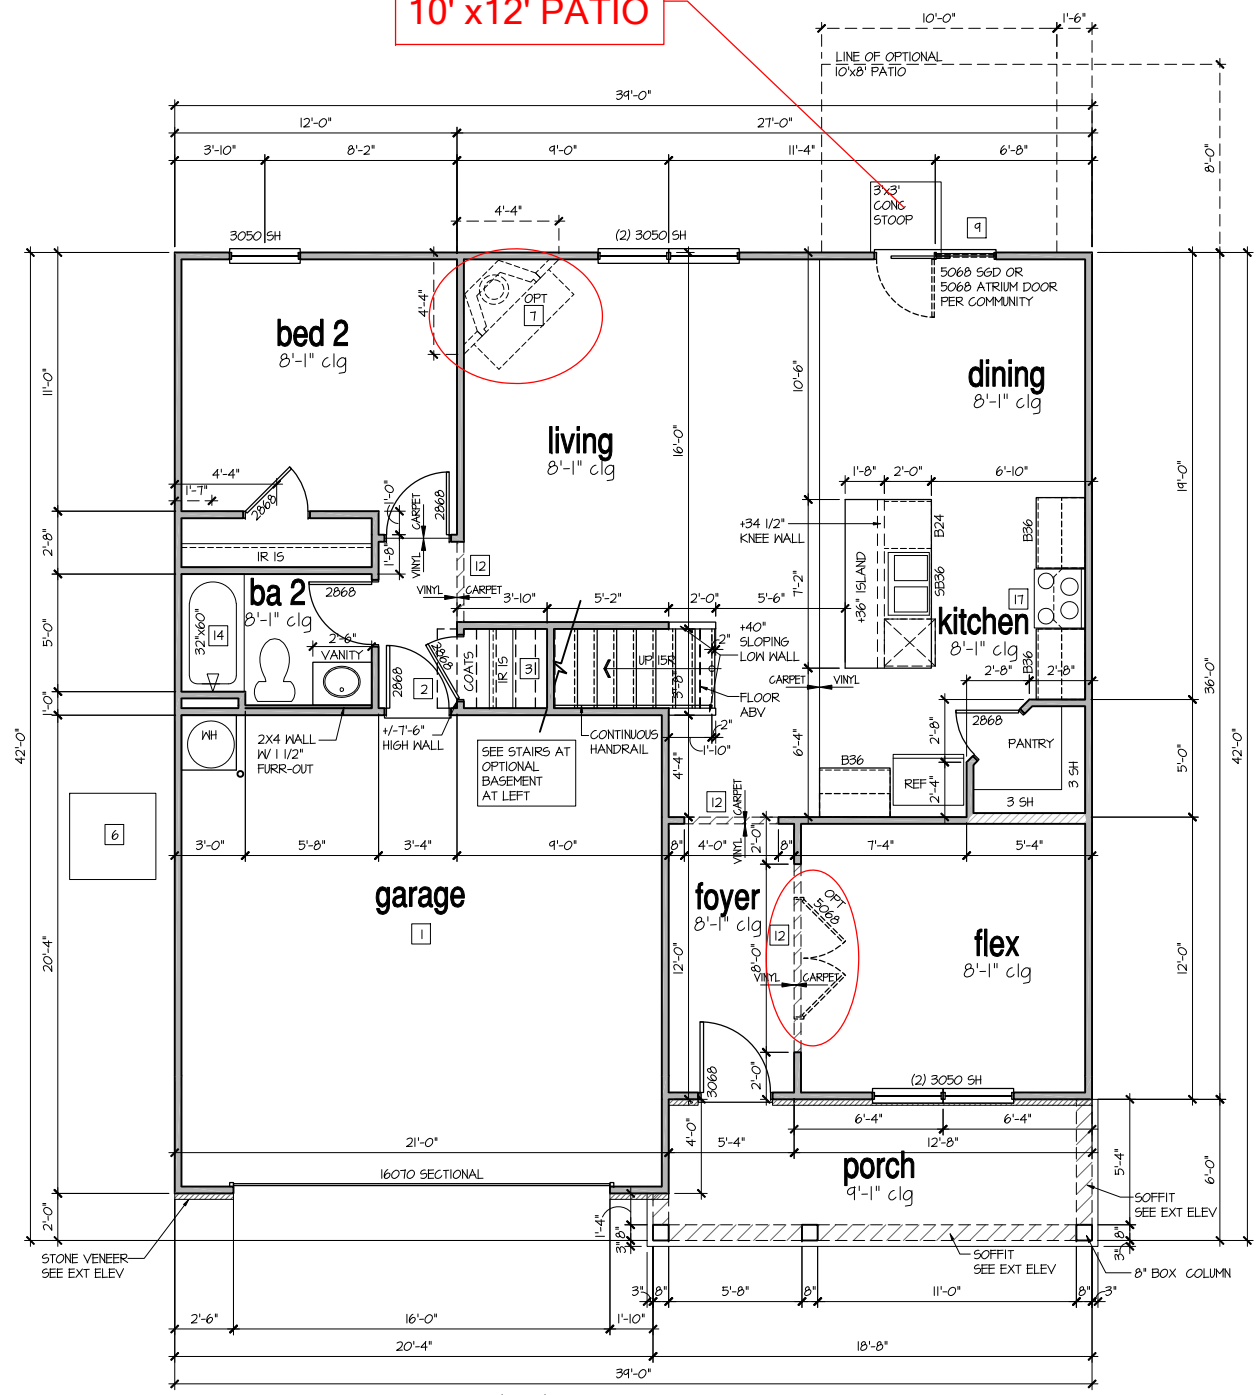 10' x12' PATIO
10'-0"
1'-6"
LINE OF OPTIONAL
10'x8' PATIO
39'-0"
12'-0"
27'-0"
3'-10"
8'-2"
9'-0"
11'-4"
6'-8"
8'-0"
3'x3'
CONC
STOOP
4'-4"
3050 SH
(2) 3050 SH
9
5068 SGD OR
5068 ATRIUM DOOR
PER COMMUNITY
OPT
7
4'-4"
bed 2
8'-1" clg
living
8'-1" clg
dining
8'-1" clg
11'-0"
16'-0"
10'-6"
19'-0"
4'-4"
1'-7"
2868
1'-0"
CARPET
2868
VINYL
1'-8"
1R 1S
2'-8"
12
VINYL
CARPET
1'-8"
2'-0"
6'-10"
+34 1/2"
KNEE WALL
B24
B36
7'-2"
+36" ISLAND
SB36
17
kitchen
8'-1" clg
B36
2'-8"
2'-8"
ba 2
8'-1" clg
2868
32"x60"
14
2'-6"
VANITY
5'-0"
1'-0"
3'-10"
5'-2"
2'-0"
5'-6"
2868
COATS
1R 1S
31
UP 15R
3'-8"
2"
+40"
SLOPING
LOW WALL
FLOOR
ABV
CARPET
VINYL
2868
2
36'-0"
42'-0"
42'-0"
WH
2X4 WALL
W/ 1 1/2"
FURR-OUT
+/-7'-6"
HIGH WALL
SEE STAIRS AT
OPTIONAL
BASEMENT
AT LEFT
CONTINUOUS
HANDRAIL
2"
1'-10"
4'-4"
6'-4"
2868
2'-8"
PANTRY
3 SH
3 SH
5'-0"
B36
REF
2'-4"
12
CARPET
VINYL
2'-0"
6
3'-0"
5'-8"
3'-4"
9'-0"
8"
4'-0"
8"
7'-4"
5'-4"
garage
1
foyer
8'-1" clg
OPT
5068
12
8'-0"
VINYL
CARPET
flex
8'-1" clg
20'-4"
12'-0"
12'-0"
3068
2'-0"
(2) 3050 SH
6'-4"
6'-4"
21'-0"
4'-0"
5'-4"
12'-8"
16070 SECTIONAL
porch
9'-1" clg
5'-4"
6'-0"
SOFFIT
SEE EXT ELEV
2'-0"
1'-4"
8"
3"
STONE VENEER
SEE EXT ELEV
SOFFIT
SEE EXT ELEV
8"
3"
8" BOX COLUMN
3"
8"
5'-8"
8"
11'-0"
8"
3"
2'-6"
16'-0"
1'-10"
20'-4"
18'-8"
39'-0"